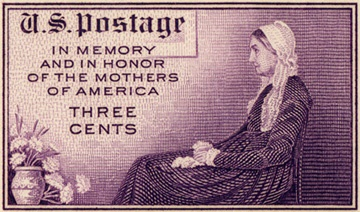 U.S. Postage
IN MEMORY
AND IN HONOR
OF THE MOTHERS
OF AMERICA
THREE
CENTS